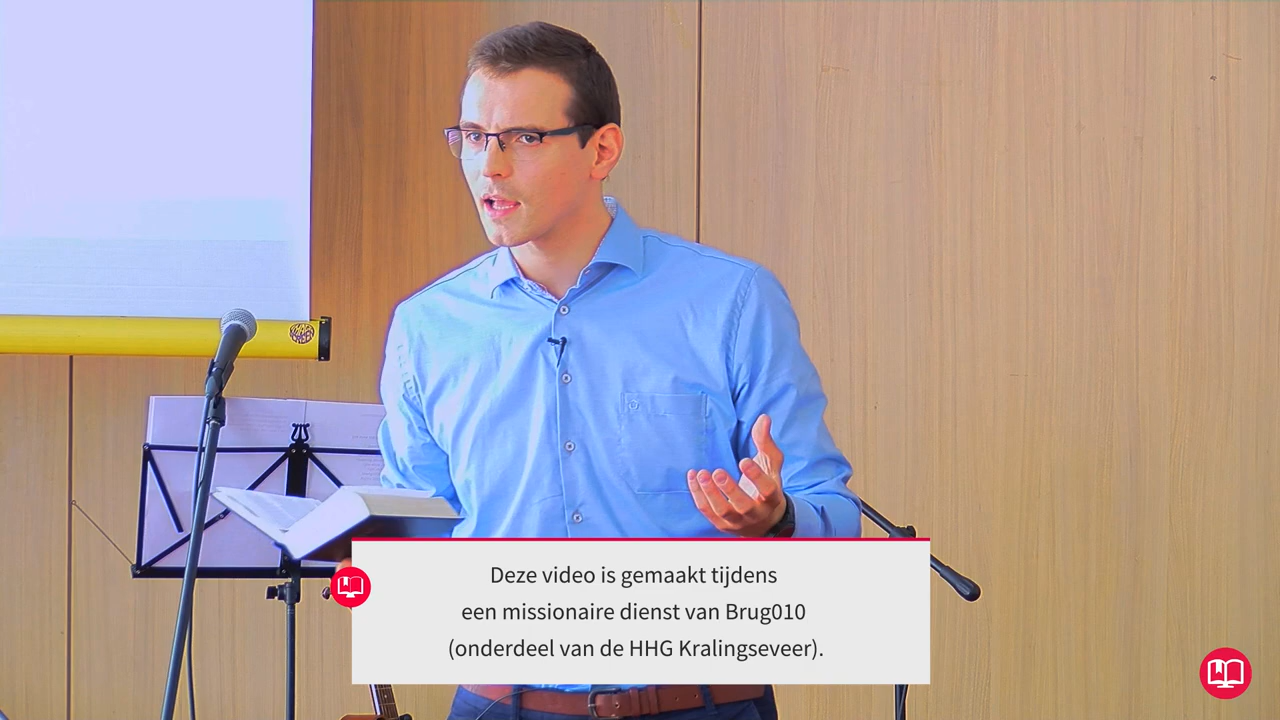 Deze video is gemaakt tijdens
een missionaire dienst van Brug010
(onderdeel van de HHG Kralingseveer).